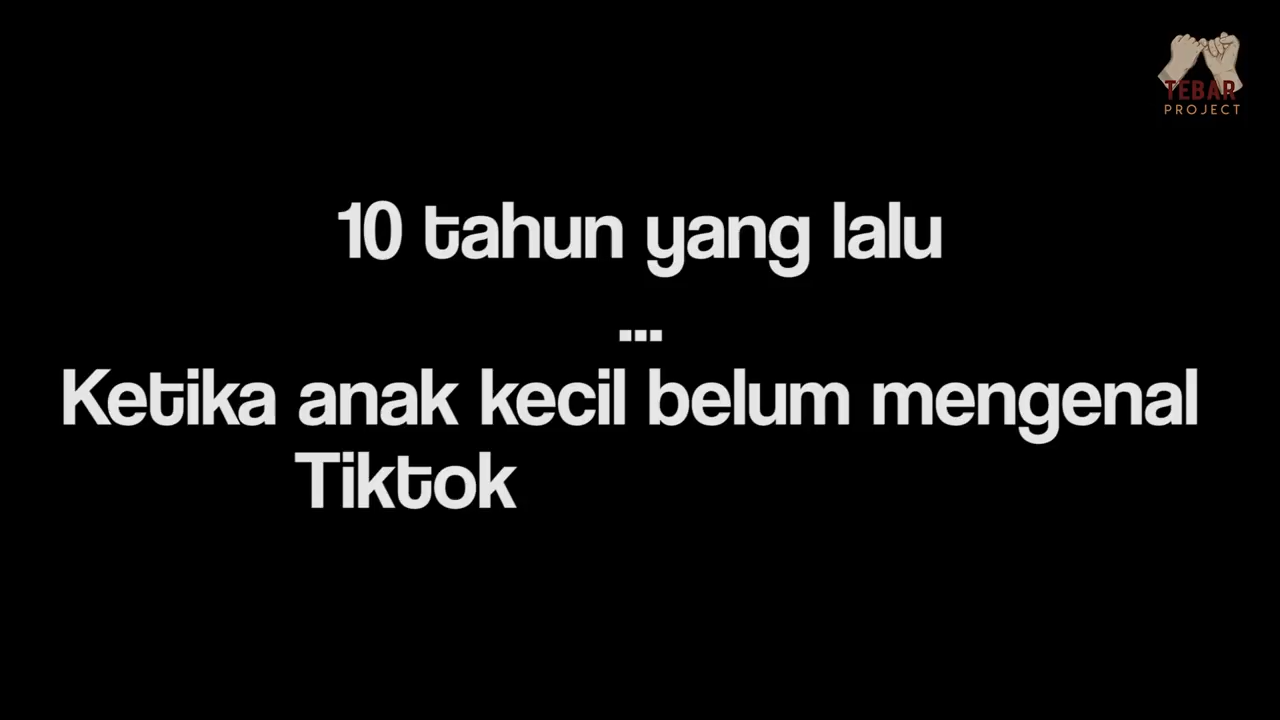 TEBAR
PROJECT
10 tahun yang lalu
...
Ketika anak kecil belum mengenal
Tiktok